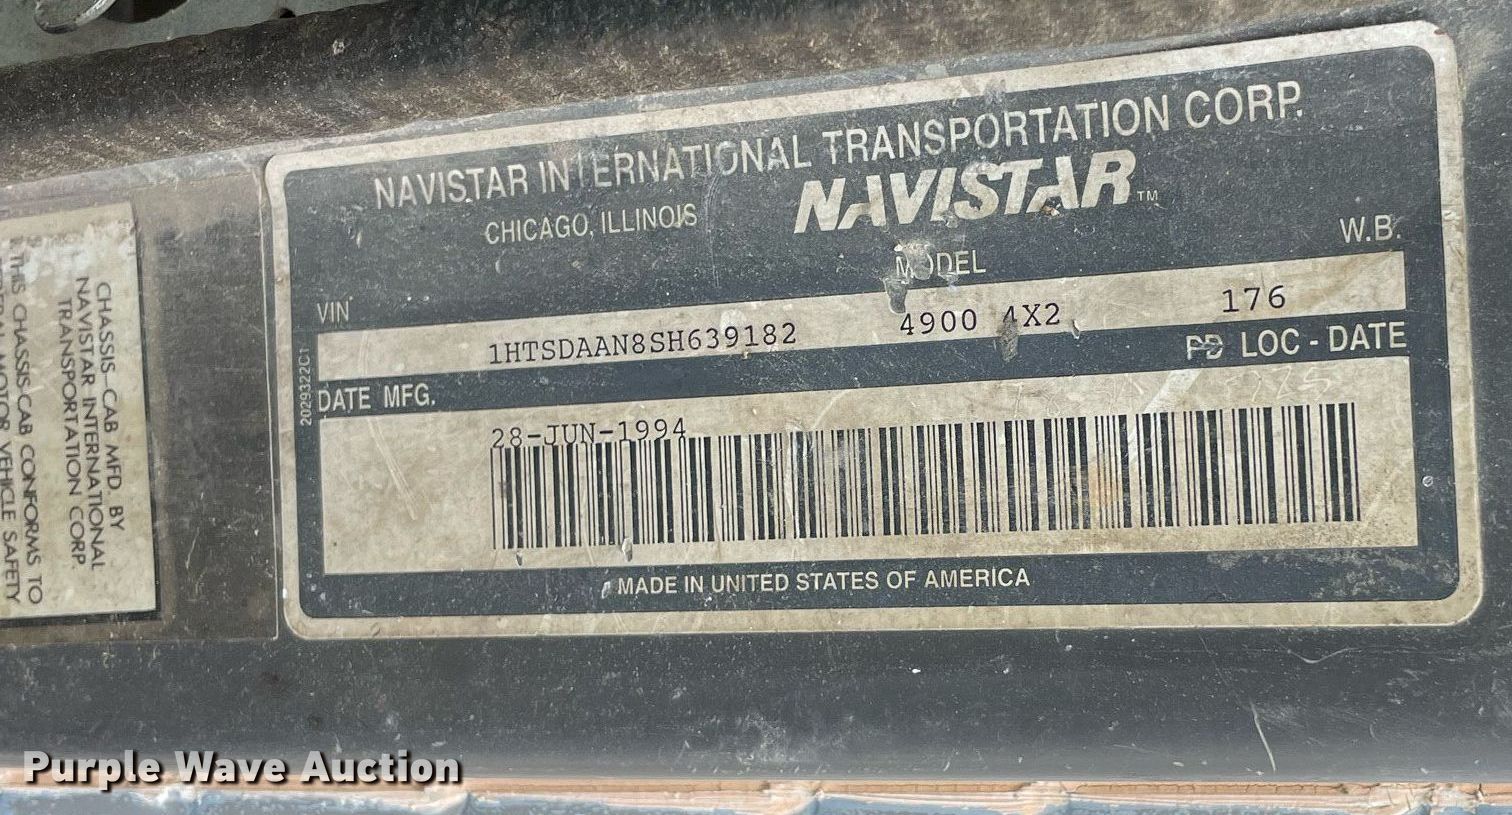 NAVISTAR INTERNATIONAL TRANSPORTATION CORP.
CHICAGO, ILLINOIS
NAVISTAR TM
VIN
MODEL
W.B.
1HTSDAAN8SH639182
4900 4X2
176
2029322C1
DATE MFG.
PD LOC - DATE
28-JUN-1994
MADE IN UNITED STATES OF AMERICA
CHASSIS-CAB MFD. BY
NAVISTAR INTERNATIONAL
TRANSPORTATION CORP.
THIS CHASSIS-CAB CONFORMS TO
MOTOR VEHICLE SAFETY
Purple Wave Auction